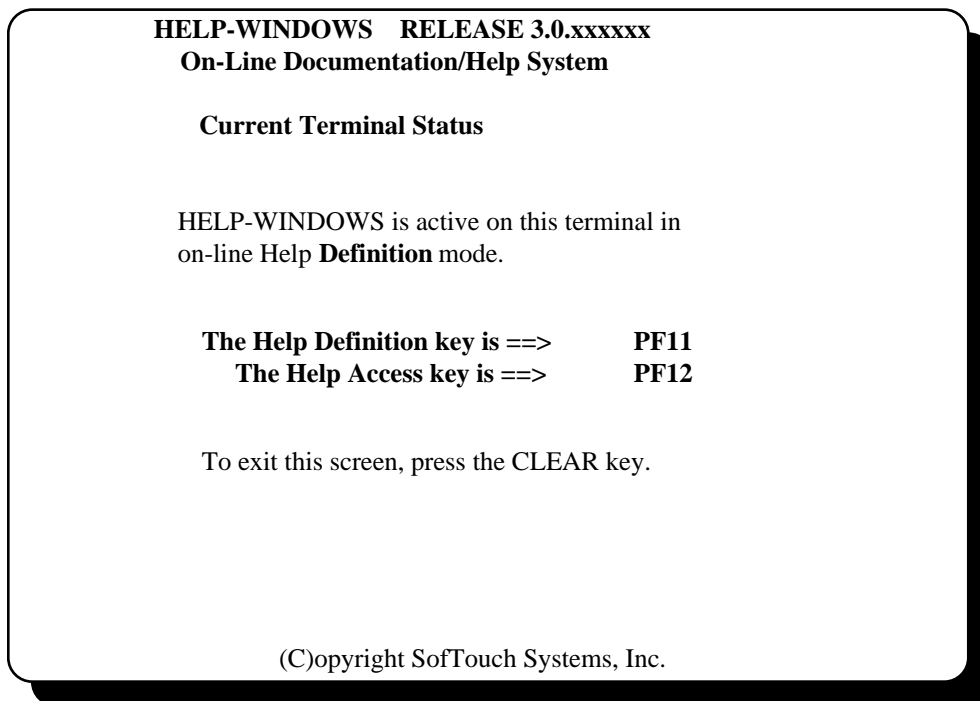 HELP-WINDOWS RELEASE 3.0.xxxxxx
On-Line Documentation/Help System
Current Terminal Status
HELP-WINDOWS is active on this terminal in
on-line Help Definition mode.
The Help Definition key is ==> PF11
The Help Access key is ==> PF12
To exit this screen, press the CLEAR key.
(C)opyright SofTouch Systems, Inc.